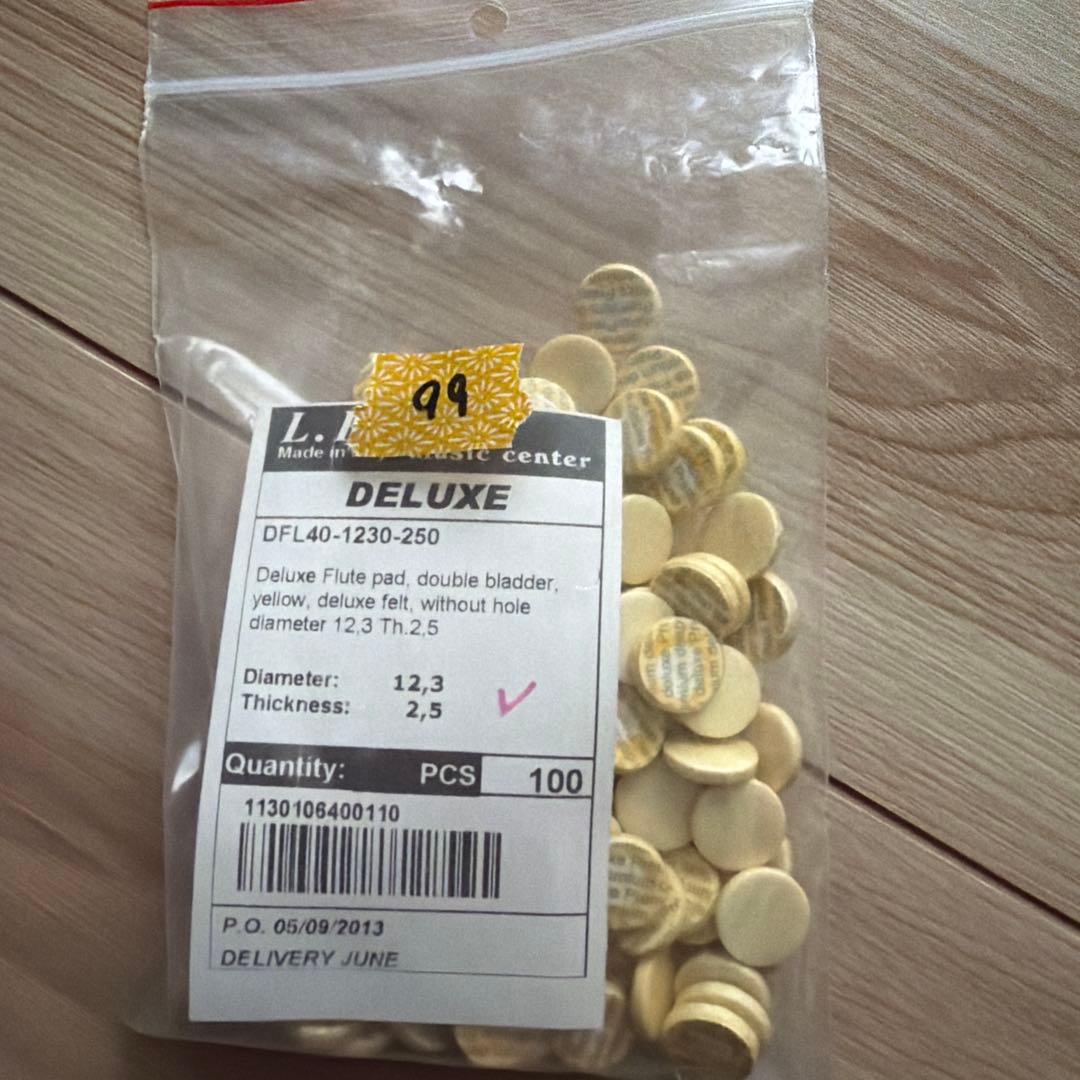 99
L.
Made in music center
DELUXE
DFL40-1230-250
Deluxe Flute pad, double bladder,
yellow, deluxe felt, without hole
diameter 12,3 Th.2,5
Diameter: 12,3
Thickness: 2,5
Quantity: PCS 100
1130106400110
P.O. 05/09/2013
DELIVERY JUNE